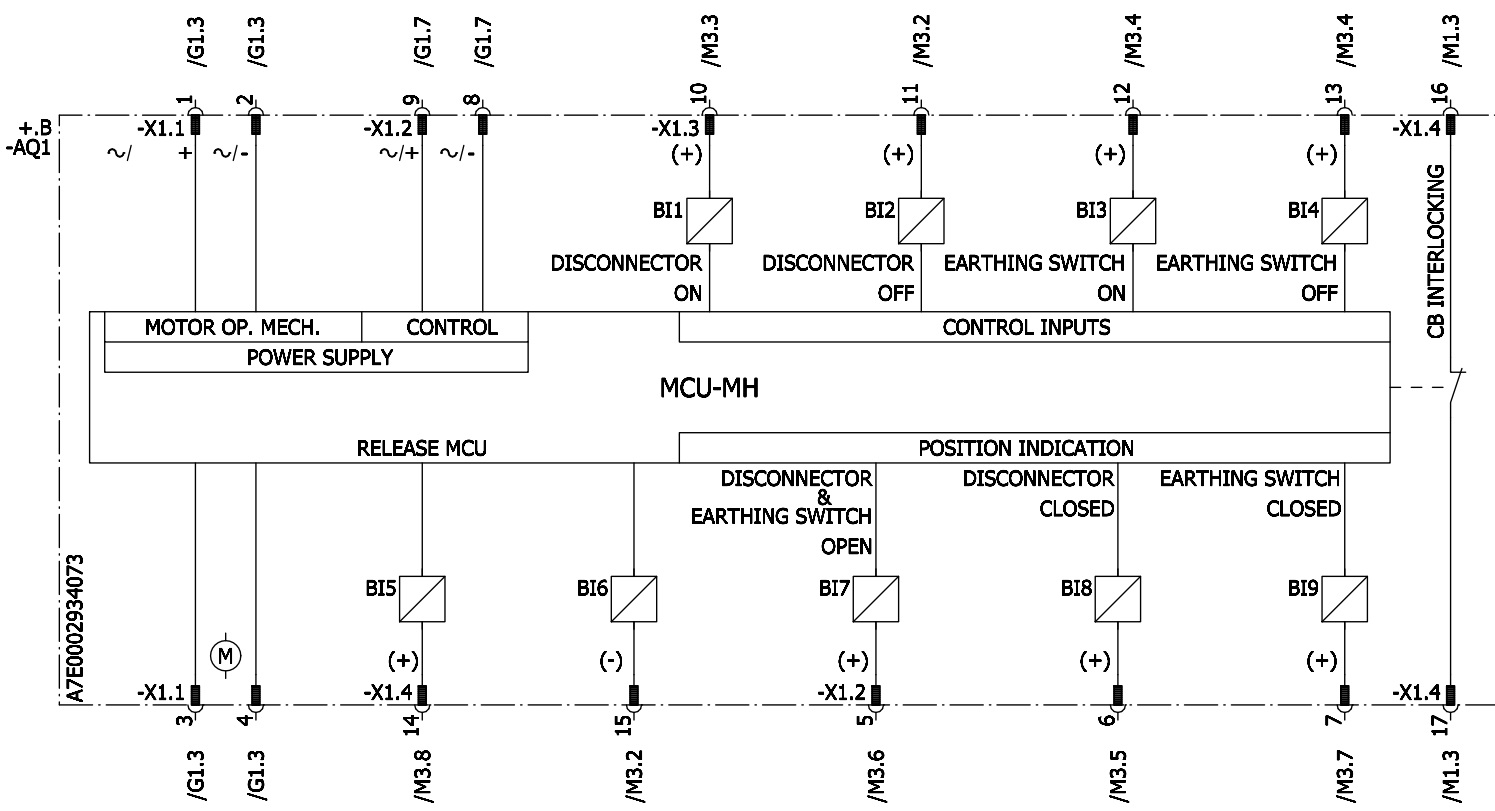 /G1.3 /G1.3 /G1.7 /G1.7 /M3.3 /M3.2 /M3.4 /M3.4 /M1.3
1 2 9 8 10 11 12 13 16
+.B
-AQ1
-X1.1 -X1.2 -X1.3 -X1.4
~/ + ~/- ~/+ ~/- (+) (+) (+) (+)
BI1 BI2 BI3 BI4
CB INTERLOCKING
DISCONNECTOR DISCONNECTOR EARTHING SWITCH EARTHING SWITCH
ON OFF ON OFF
MOTOR OP. MECH. CONTROL CONTROL INPUTS
POWER SUPPLY
MCU-MH
RELEASE MCU POSITION INDICATION
DISCONNECTOR DISCONNECTOR EARTHING SWITCH
&
CLOSED CLOSED
EARTHING SWITCH
OPEN
A7E0002934073
BI5 BI6 BI7 BI8 BI9
M
(+) (-) (+) (+) (+)
-X1.1 -X1.4 -X1.2 -X1.4
3 4 14 15 5 6 7 17
/G1.3 /G1.3 /M3.8 /M3.2 /M3.6 /M3.5 /M3.7 /M1.3